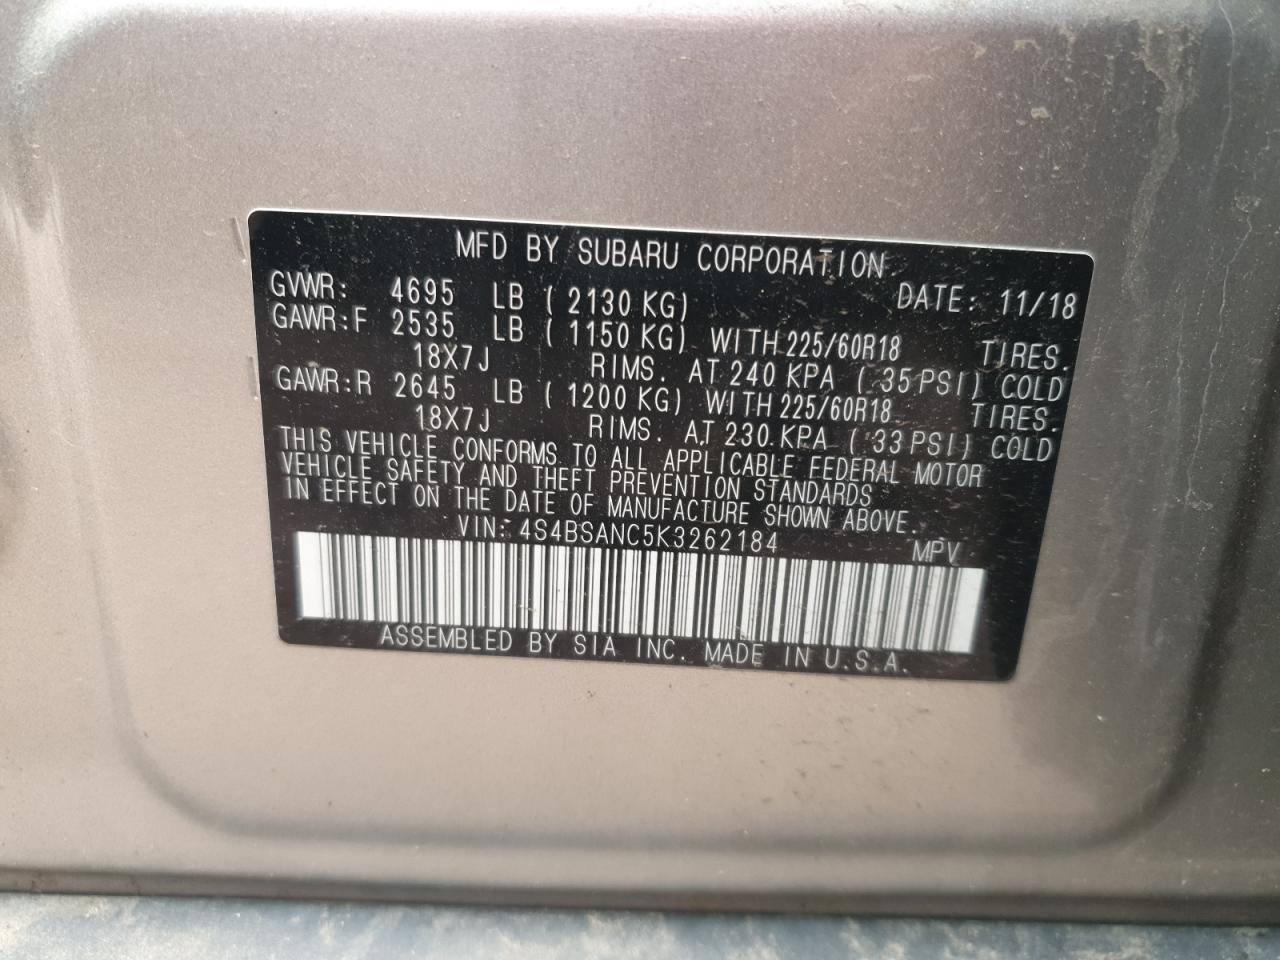 MFD BY SUBARU CORPORATION
GVWR: 4695 LB ( 2130 KG) DATE: 11/18
GAWR:F 2535 LB ( 1150 KG) WITH 225/60R18 TIRES.
18X7J RIMS. AT 240 KPA ( 35 PSI) COLD
GAWR:R 2645 LB ( 1200 KG) WITH 225/60R18 TIRES.
18X7J RIMS. AT 230 KPA ( 33 PSI) COLD
THIS VEHICLE CONFORMS TO ALL APPLICABLE FEDERAL MOTOR
VEHICLE SAFETY AND THEFT PREVENTION STANDARDS
IN EFFECT ON THE DATE OF MANUFACTURE SHOWN ABOVE.
VIN: 4S4BSANC5K3262184 MPV
ASSEMBLED BY SIA INC. MADE IN U.S.A.